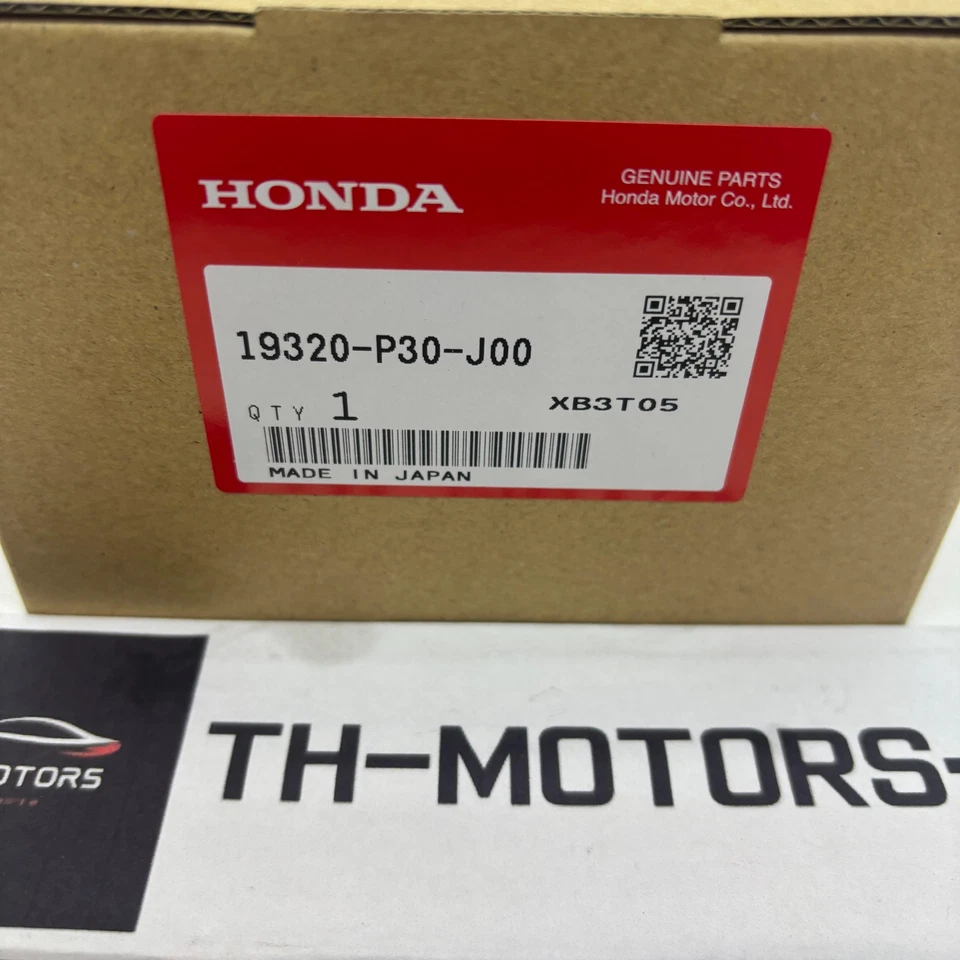 HONDA
GENUINE PARTS
Honda Motor Co., Ltd.
19320-P30-J00
QTY 1
XB3T05
MADE IN JAPAN
OTORS
TH-MOTORS-